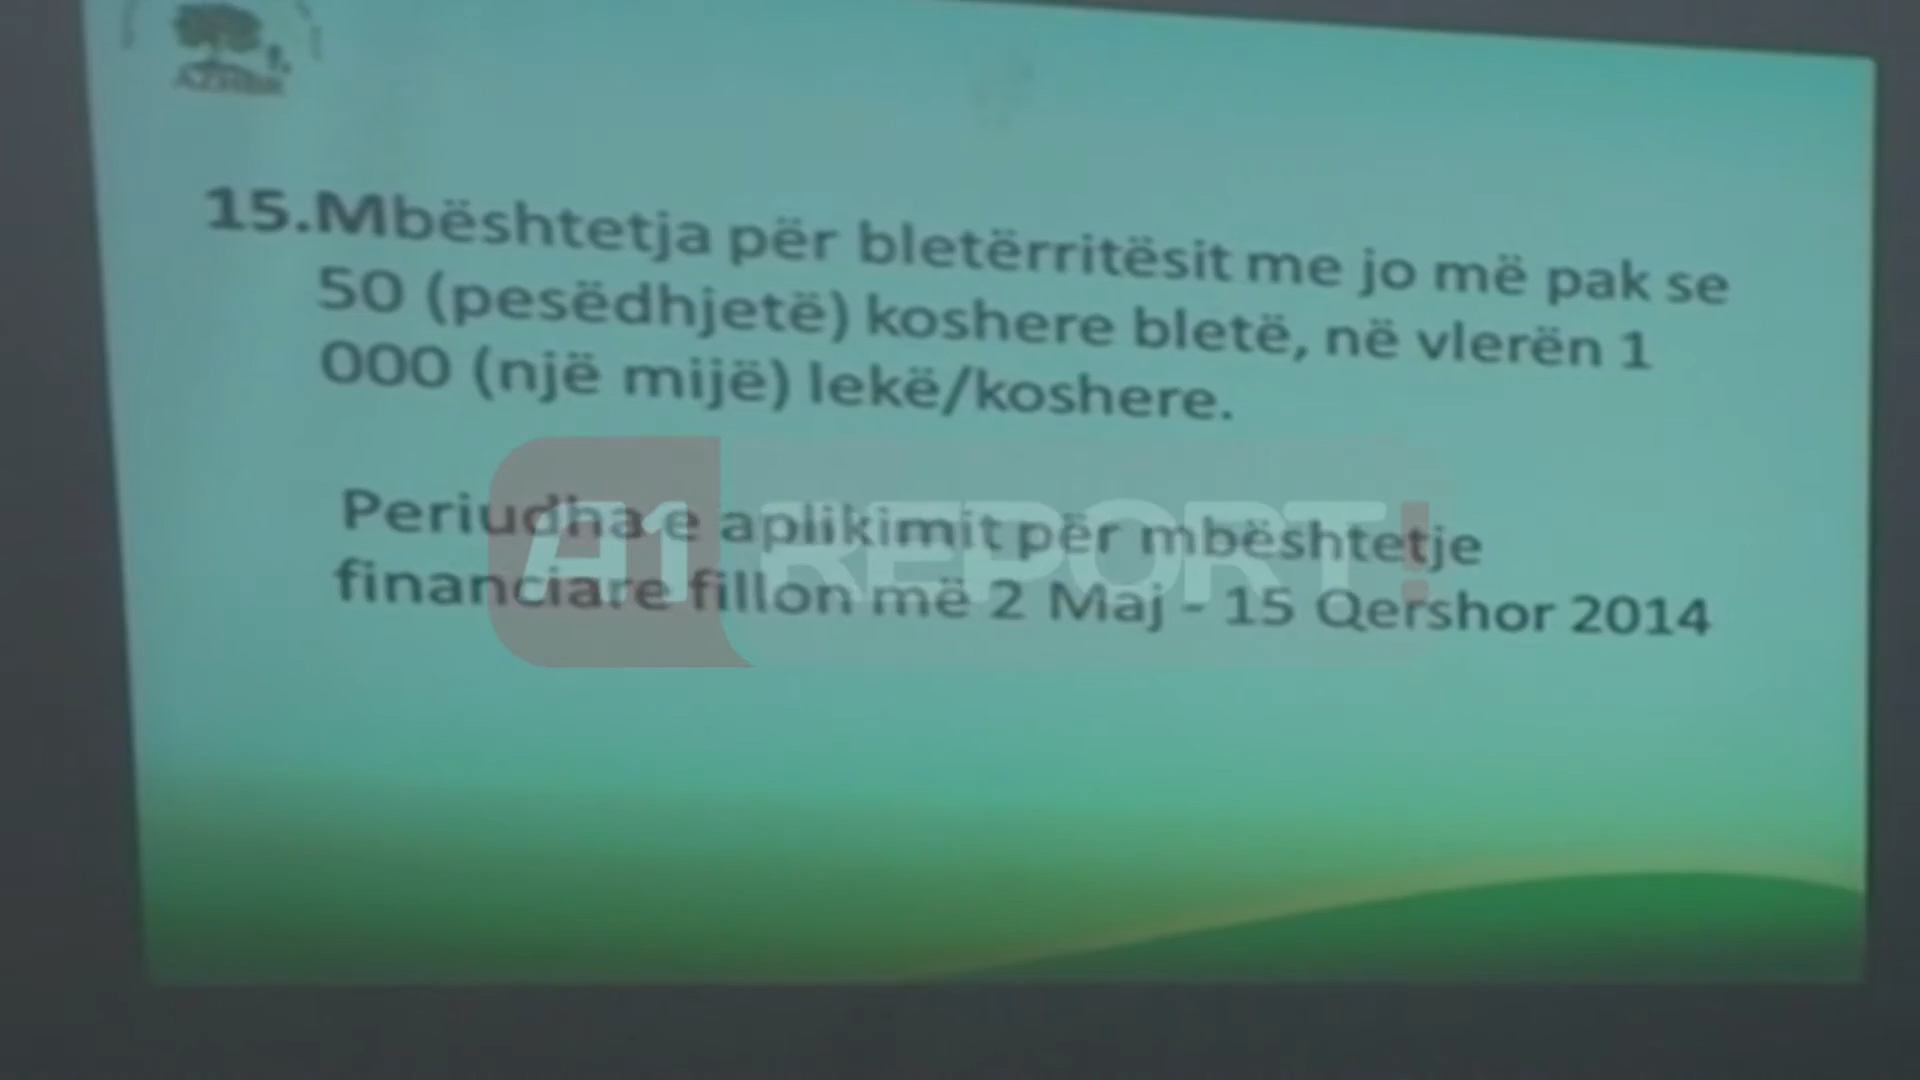 15.Mbështetja për bletërritësit me jo më pak se
50 (pesëdhjetë) koshere bletë, në vlerën 1
000 (një mijë) lekë/koshere.
Periudha e aplikimit për mbështetje
financiare fillon më 2 Maj - 15 Qershor 2014
A1 REPORT!